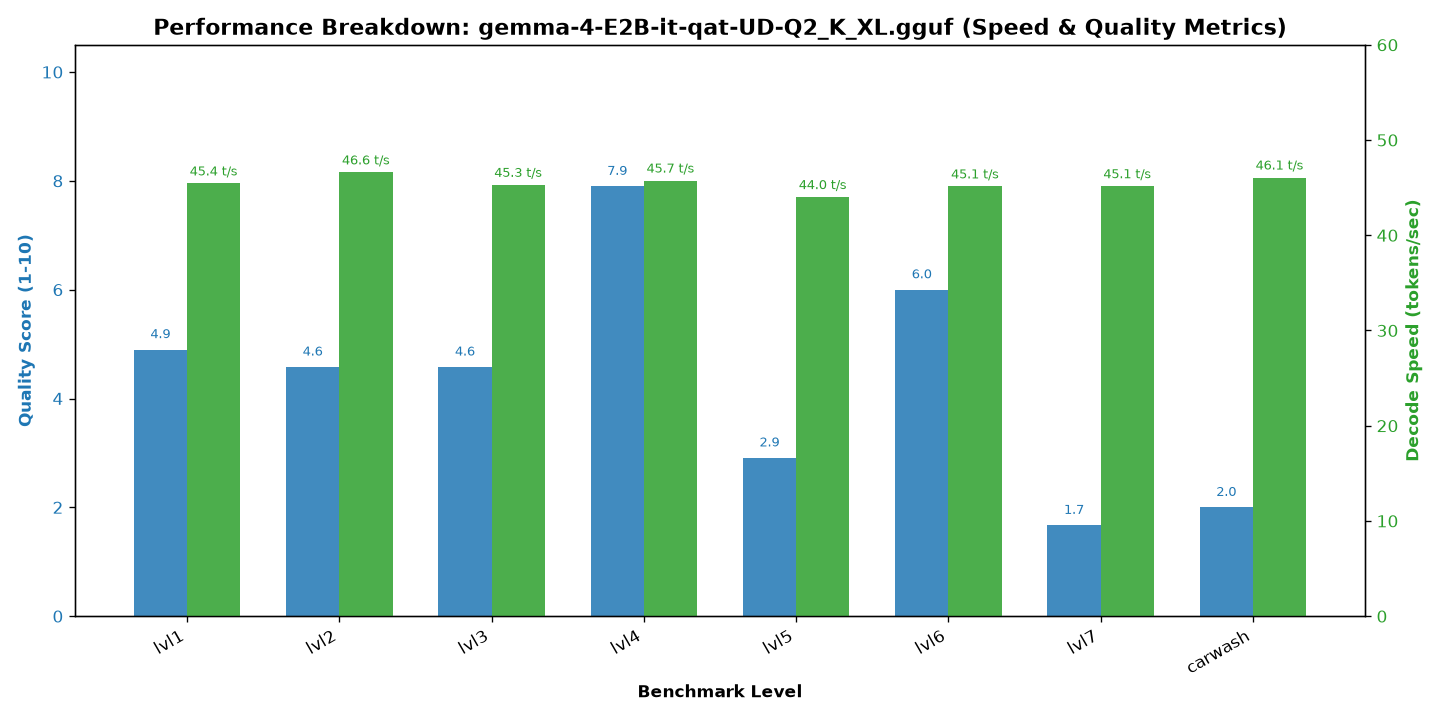 Performance Breakdown: gemma-4-E2B-it-qat-UD-Q2_K_XL.gguf (Speed & Quality Metrics)
Quality Score (1-10)
10
8
6
4
2
0
4.9
45.4 t/s
4.6
46.6 t/s
4.6
45.3 t/s
7.9
45.7 t/s
2.9
44.0 t/s
6.0
45.1 t/s
1.7
45.1 t/s
2.0
46.1 t/s
60
50
40
30
20
10
0
Decode Speed (tokens/sec)
lvl1
lvl2
lvl3
lvl4
lvl5
lvl6
lvl7
carwash
Benchmark Level